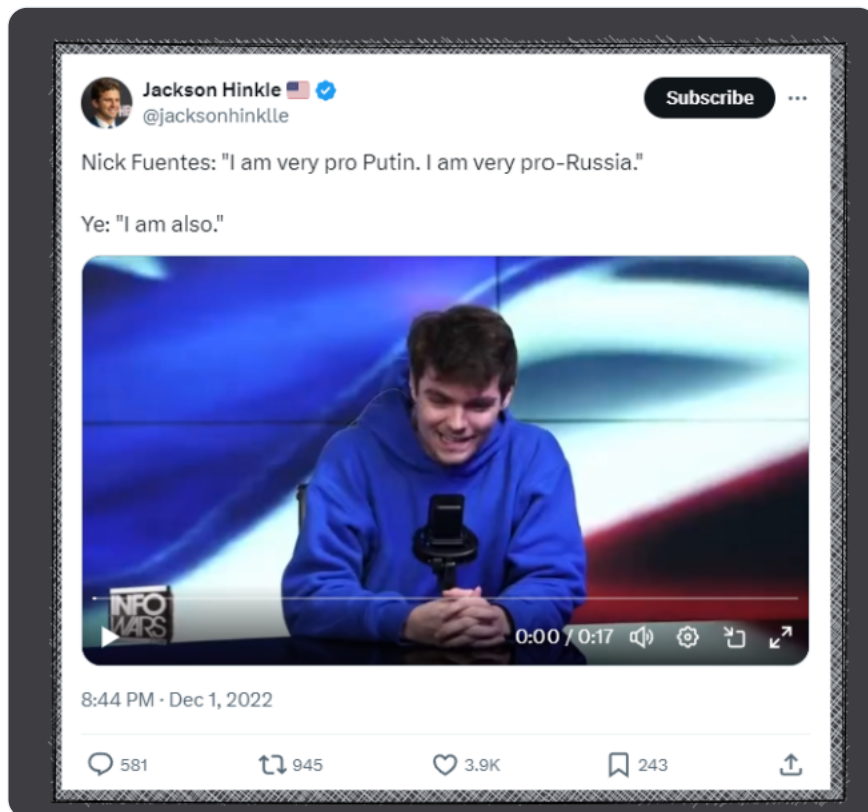 Jackson Hinkle
@jacksonhinklle
Subscribe
Nick Fuentes: "I am very pro Putin. I am very pro-Russia."
Ye: "I am also."
INFO
WARS
0:00 / 0:17
8:44 PM · Dec 1, 2022
581
945
3.9K
243